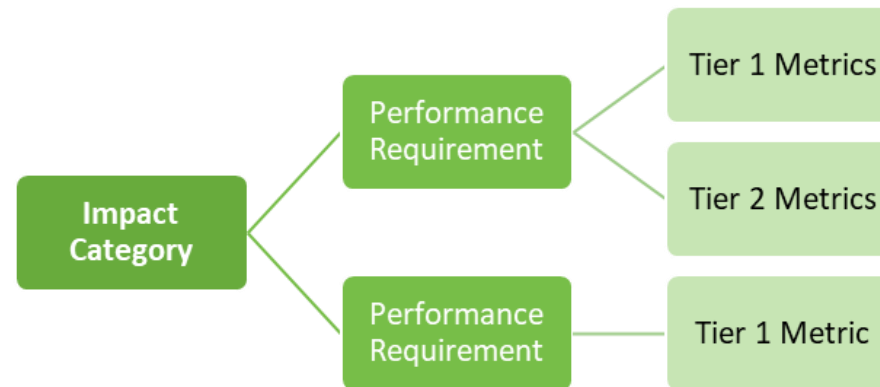 Impact
Category
Performance
Requirement
Tier 1 Metrics
Tier 2 Metrics
Performance
Requirement
Tier 1 Metric